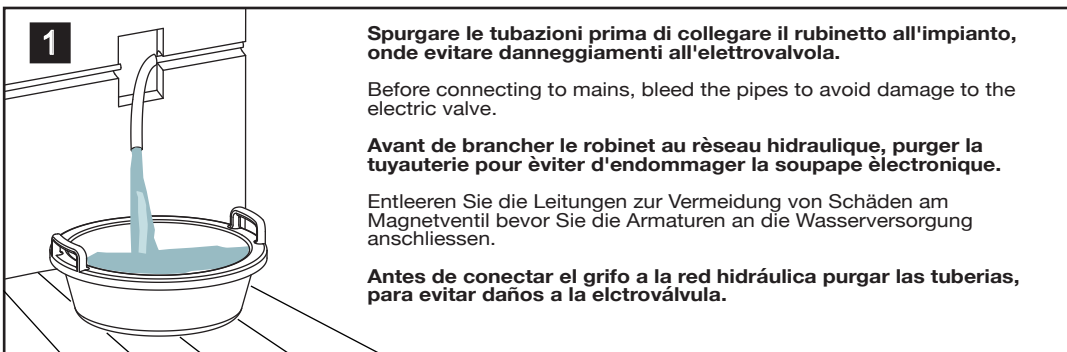 1
Spurgare le tubazioni prima di collegare il rubinetto all'impianto,
onde evitare danneggiamenti all'elettrovalvola.
Before connecting to mains, bleed the pipes to avoid damage to the
electric valve.
Avant de brancher le robinet au rèseau hidraulique, purger la
tuyauterie pour èviter d'endommager la soupape èlectronique.
Entleeren Sie die Leitungen zur Vermeidung von Schäden am
Magnetventil bevor Sie die Armaturen an die Wasserversorgung
anschliessen.
Antes de conectar el grifo a la red hidráulica purgar las tuberias,
para evitar daños a la elctroválvula.